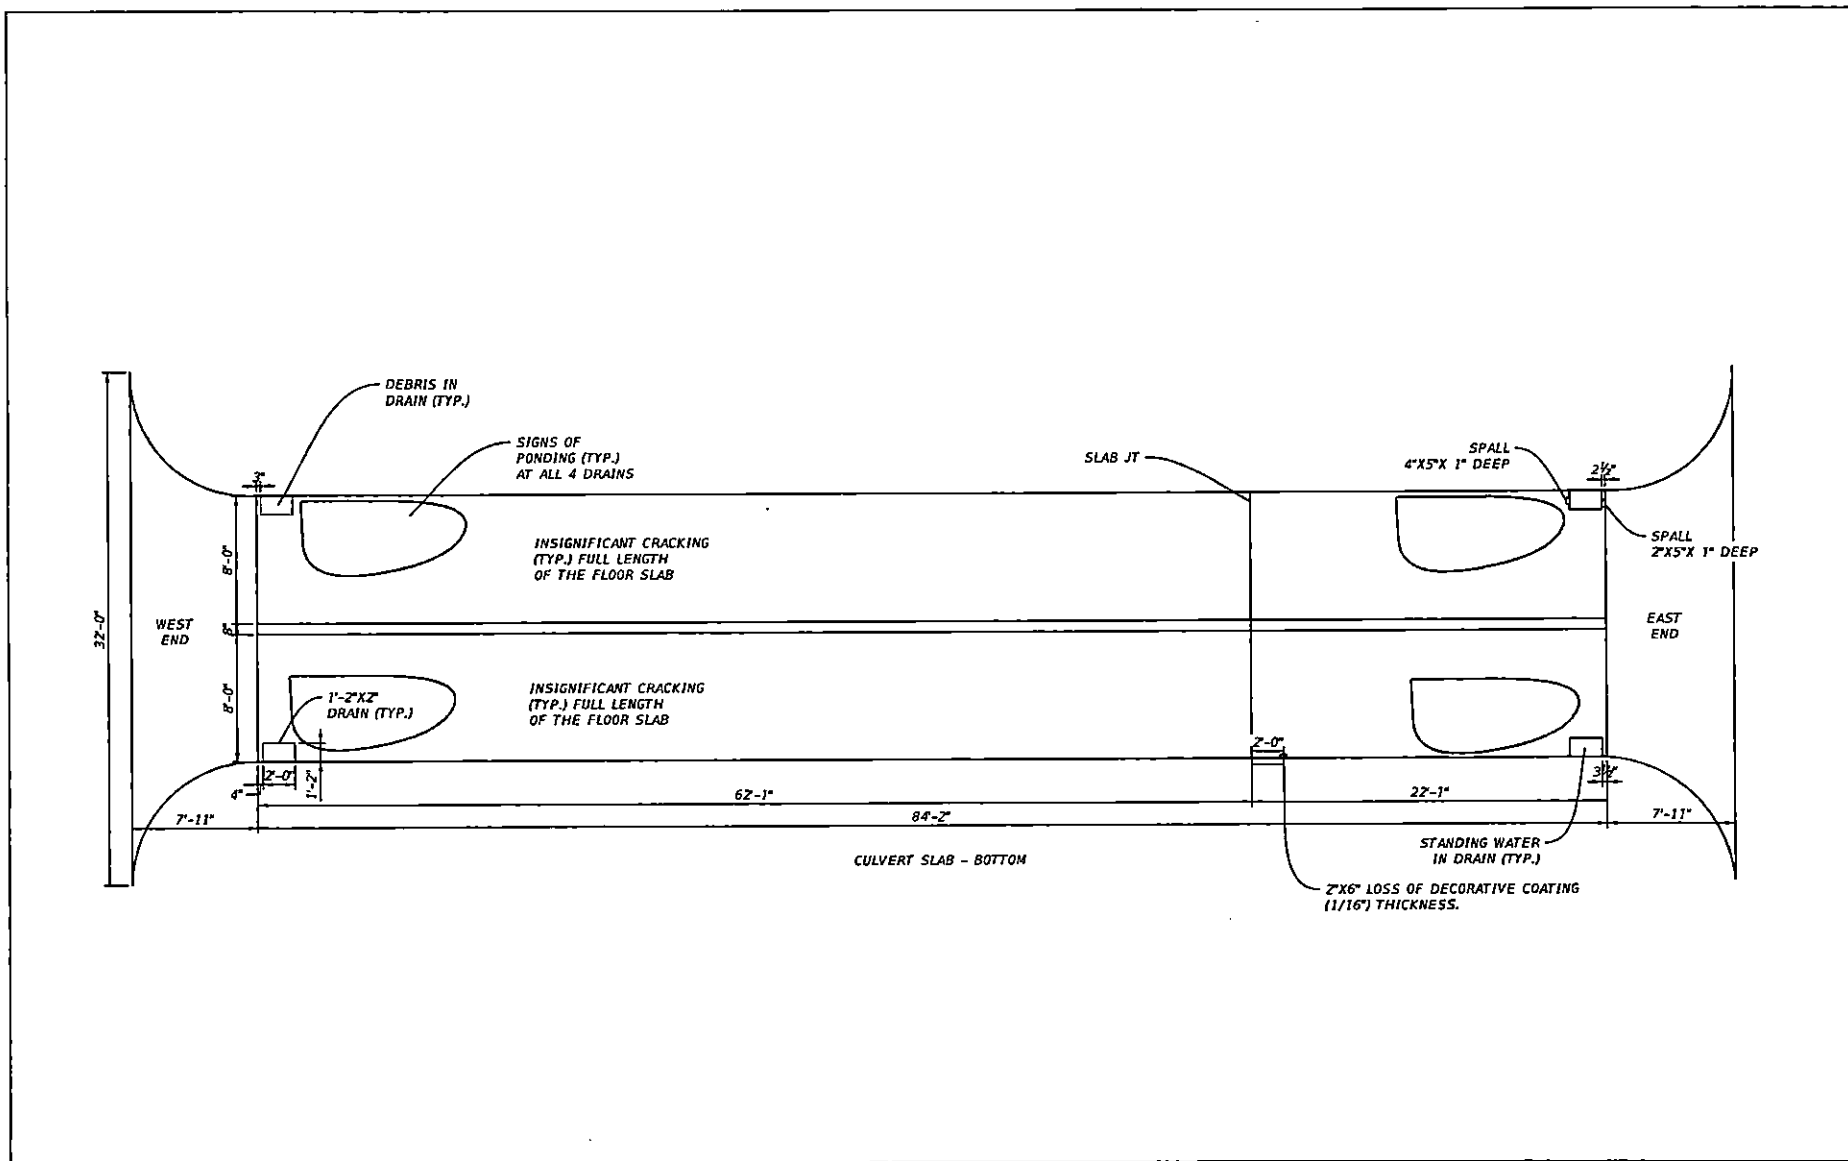 DEBRIS IN
DRAIN (TYP.)
SIGNS OF
PONDING (TYP.)
AT ALL 4 DRAINS
SLAB JT
SPALL
4"X5"X 1" DEEP
2½"
3"
SPALL
2"X5"X 1" DEEP
INSIGNIFICANT CRACKING
(TYP.) FULL LENGTH
OF THE FLOOR SLAB
8'-0"
32'-0"
WEST
END
8"
EAST
END
8'-0"
1'-2"X2'
DRAIN (TYP.)
INSIGNIFICANT CRACKING
(TYP.) FULL LENGTH
OF THE FLOOR SLAB
2'-0"
2'-0"
1'-2"
3½"
4"
62'-1"
22'-1"
7'-11"
84'-2"
7'-11"
STANDING WATER
IN DRAIN (TYP.)
CULVERT SLAB - BOTTOM
2"X6" LOSS OF DECORATIVE COATING
(1/16") THICKNESS.